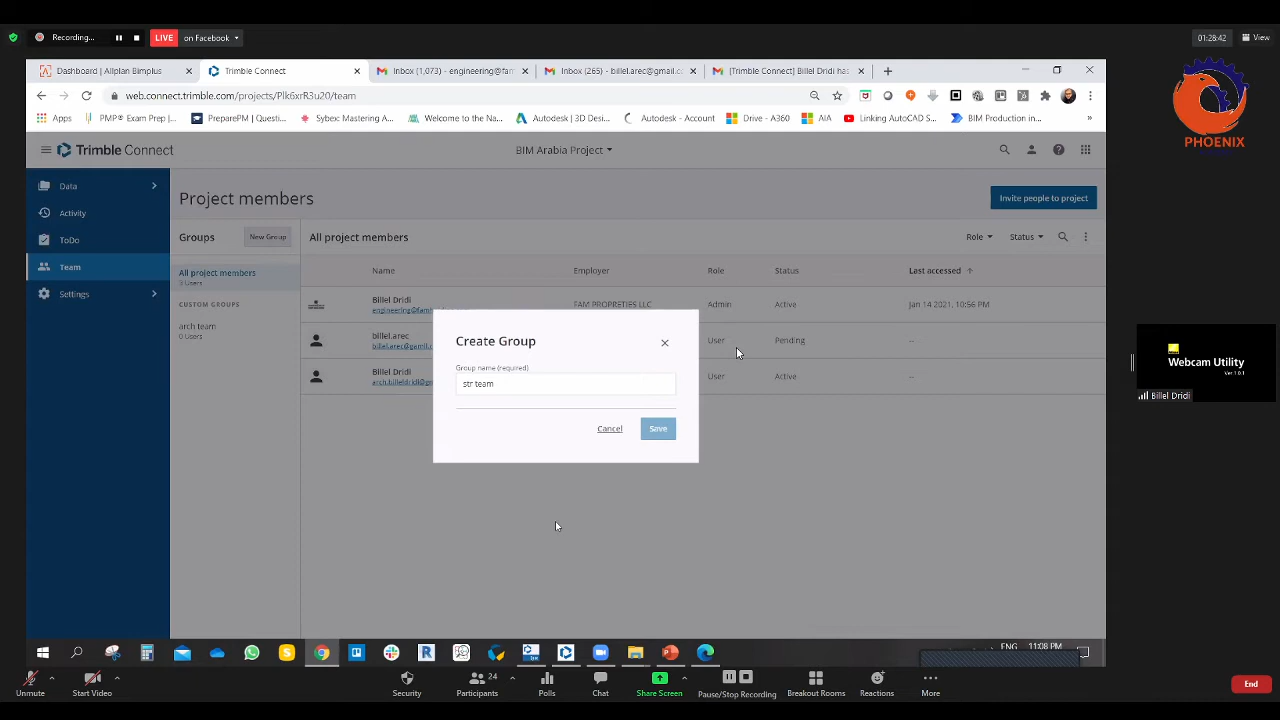 Recording...
LIVE on Facebook
01:28:42 View
Dashboard | Allplan Bimplus
Trimble Connect
Inbox (1,073) - engineering@fam
Inbox (265) - billel.arec@gmail.c
[Trimble Connect] Billel Dridi ha
web.connect.trimble.com/projects/Plk6xrR3u20/team
Apps
PMP® Exam Prep |...
PreparePM | Questi...
Sybex Mastering A...
Welcome to the Na...
Autodesk | 3D Desi...
Autodesk - Account
Drive - A360
AIA
Linking AutoCAD S...
BIM Production in...
PHOENIX
Trimble Connect
BIM Arabia Project
Data
Activity
ToDo
Team
Settings
Project members
Invite people to project
Groups
New Group
All project members
3 Users
CUSTOM GROUPS
arch team
0 Users
All project members
Role
Status
Name Employer Role Status Last accessed
Billel Dridi FAM PROPRETIES LLC Admin Active Jan 14 2021, 10:56 PM
billel.arec User Pending --
Billel Dridi User Active --
Create Group
Group name (required)
str team
Cancel
Save
Webcam Utility
Ver.1.0.1
Billel Dridi
ENG 11:08 PM
Unmute
Start Video
Security
Participants 24
Polls
Chat
Share Screen
Pause/Stop Recording
Breakout Rooms
Reactions
More
End